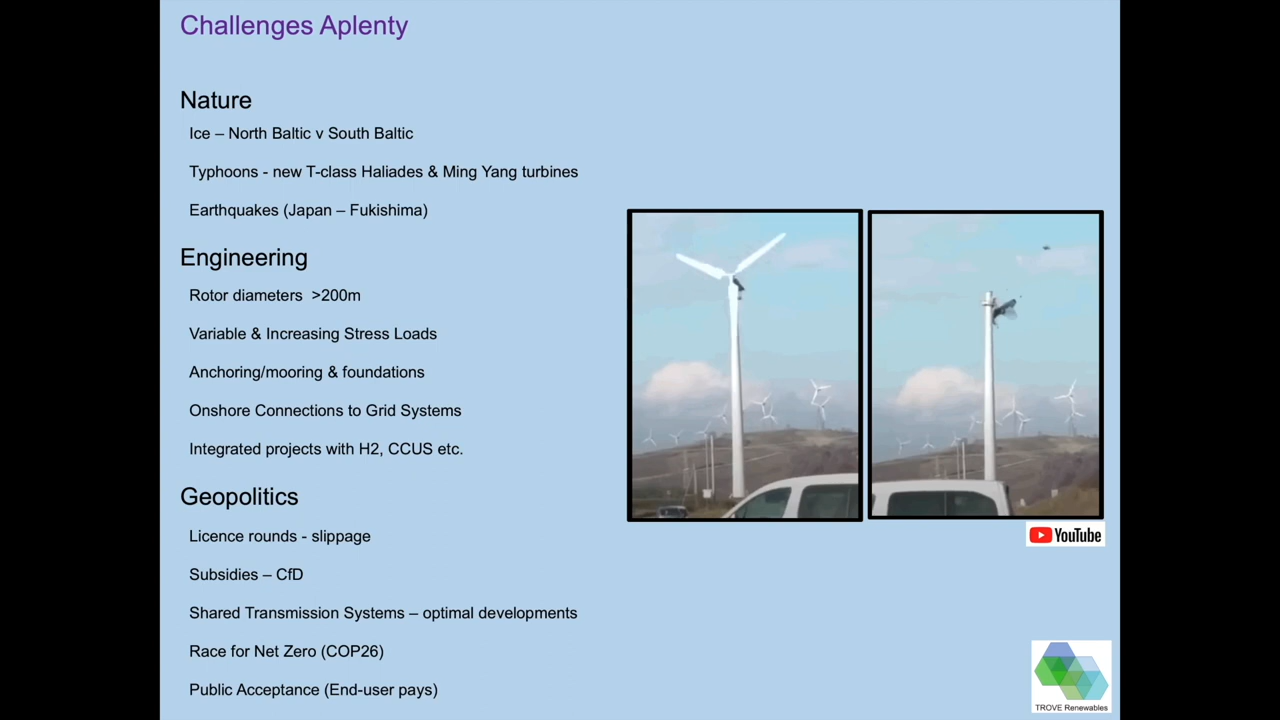 Challenges Aplenty
Nature
Ice – North Baltic v South Baltic
Typhoons - new T-class Haliades & Ming Yang turbines
Earthquakes (Japan – Fukishima)
Engineering
Rotor diameters >200m
Variable & Increasing Stress Loads
Anchoring/mooring & foundations
Onshore Connections to Grid Systems
Integrated projects with H2, CCUS etc.
Geopolitics
Licence rounds - slippage
Subsidies – CfD
Shared Transmission Systems – optimal developments
Race for Net Zero (COP26)
Public Acceptance (End-user pays)
YouTube
TROVE Renewables